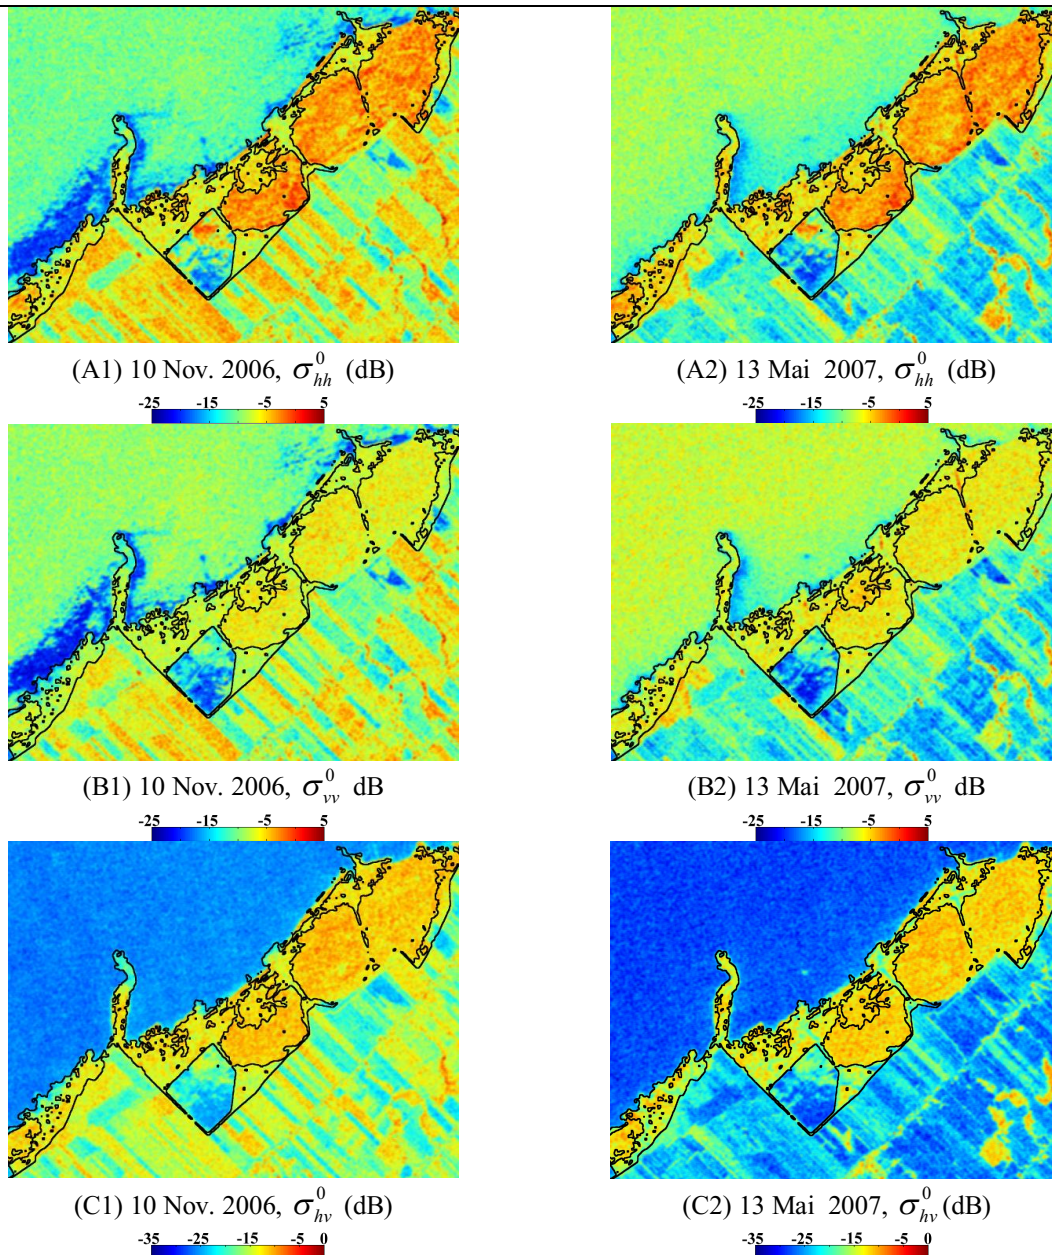 (A1) 10 Nov. 2006, σ⁰hh (dB)
(A2) 13 Mai 2007, σ⁰hh (dB)
-25 -15 -5 5
-25 -15 -5 5
(B1) 10 Nov. 2006, σ⁰vv dB
(B2) 13 Mai 2007, σ⁰vv dB
-25 -15 -5 5
-25 -15 -5 5
(C1) 10 Nov. 2006, σ⁰hv (dB)
(C2) 13 Mai 2007, σ⁰hv (dB)
-35 -25 -15 -5 0
-35 -25 -15 -5 0